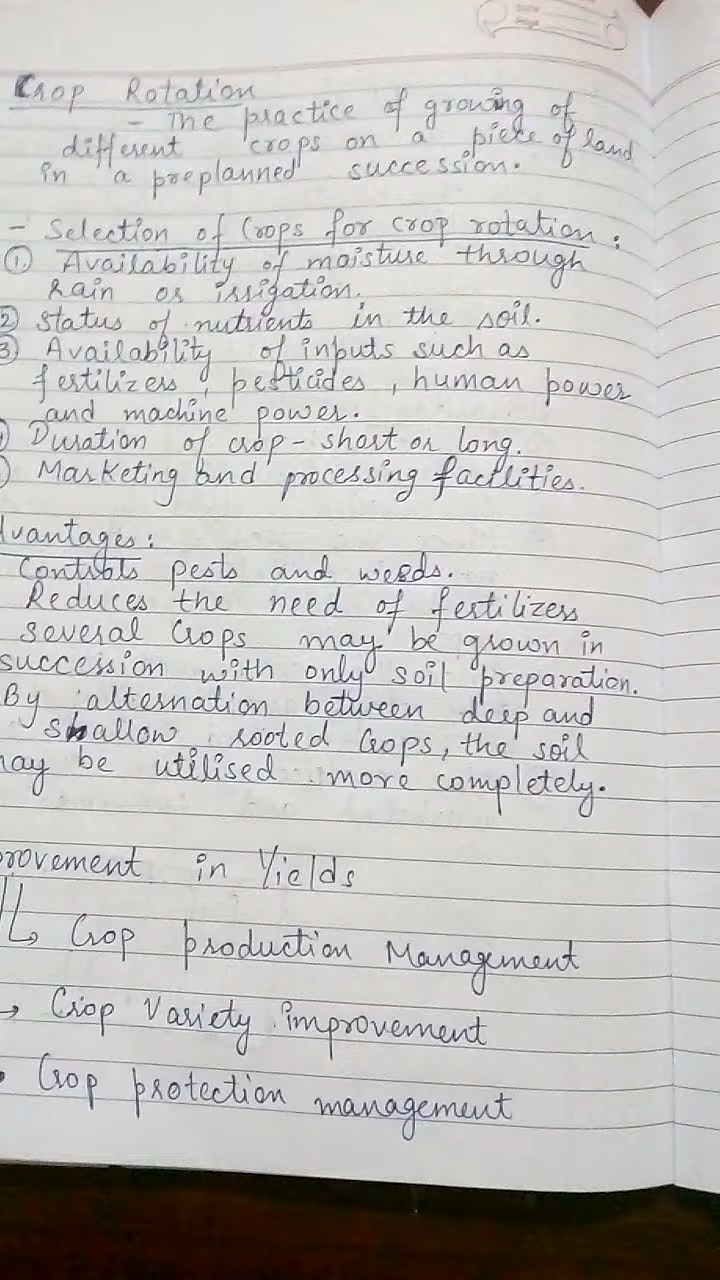 Crop Rotation
- The practice of growing of
different crops on a piece of land
in a preplanned succession.
- Selection of Crops for crop rotation :
① Availability of moisture through
rain or irrigation.
② Status of nutrients in the soil.
③ Availability of inputs such as
fertilizers , pesticides , human power
and machine power.
Duration of crop - short or long.
Marketing and processing facilities.
dvantages :
Controls pests and weeds.
Reduces the need of fertilizers
several Crops may be grown in
succession with only soil preparation.
By alternation between deep and
shallow rooted Crops, the soil
may be utilised more completely.
provement in Yields
↳ Crop production Management
→ Crop Variety improvement
Crop protection management